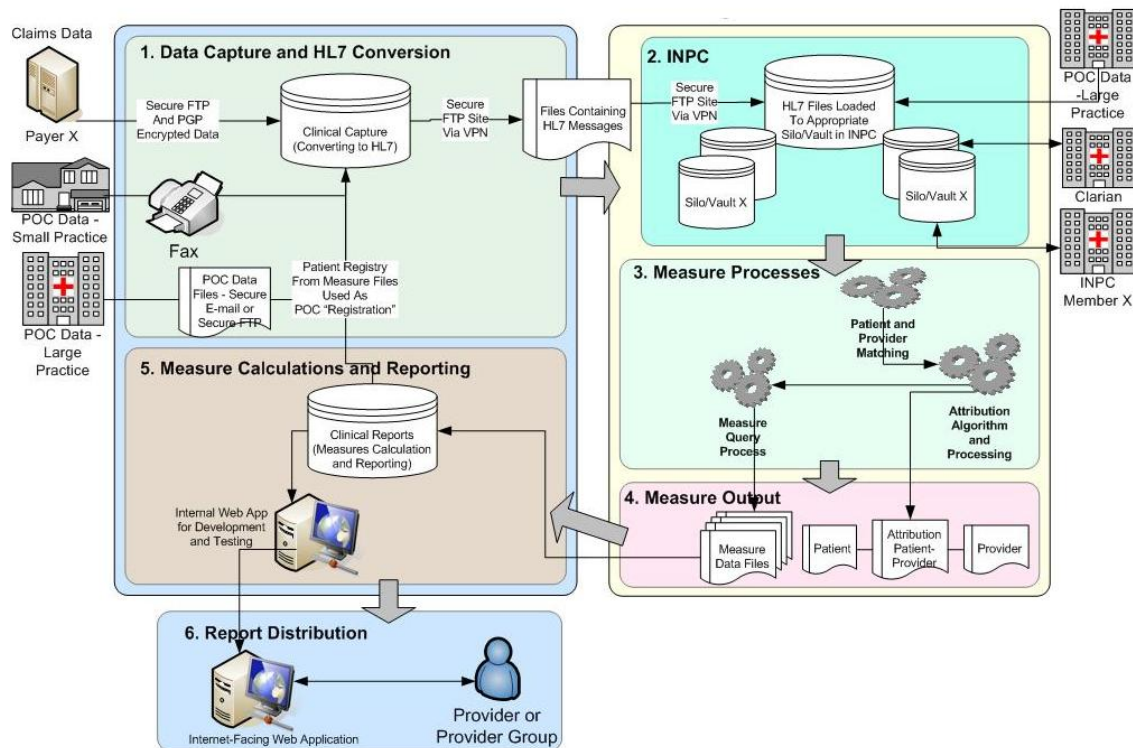 Claims Data
Payer X
POC Data -
Small Practice
POC Data -
Large
Practice
1. Data Capture and HL7 Conversion
Secure FTP
And PGP
Encrypted Data
Clinical Capture
(Converting to HL7)
Secure
FTP Site
Via VPN
Files Containing
HL7 Messages
Fax
POC Data
Files - Secure
E-mail or
Secure FTP
Patient Registry
From Measure Files
Used As
POC “Registration”
2. INPC
Secure
FTP Site
Via VPN
HL7 Files Loaded
To Appropriate
Silo/Vault in INPC
Silo/Vault X
Silo/Vault X
POC Data
-Large
Practice
Clarian
INPC
Member X
3. Measure Processes
Patient and
Provider
Matching
Measure
Query
Process
Attribution
Algorithm
and
Processing
4. Measure Output
Measure
Data Files
Patient
Attribution
Patient-
Provider
Provider
5. Measure Calculations and Reporting
Clinical Reports
(Measures Calculation
and Reporting)
Internal Web App
for Development
and Testing
6. Report Distribution
Internet-Facing Web Application
Provider or
Provider Group